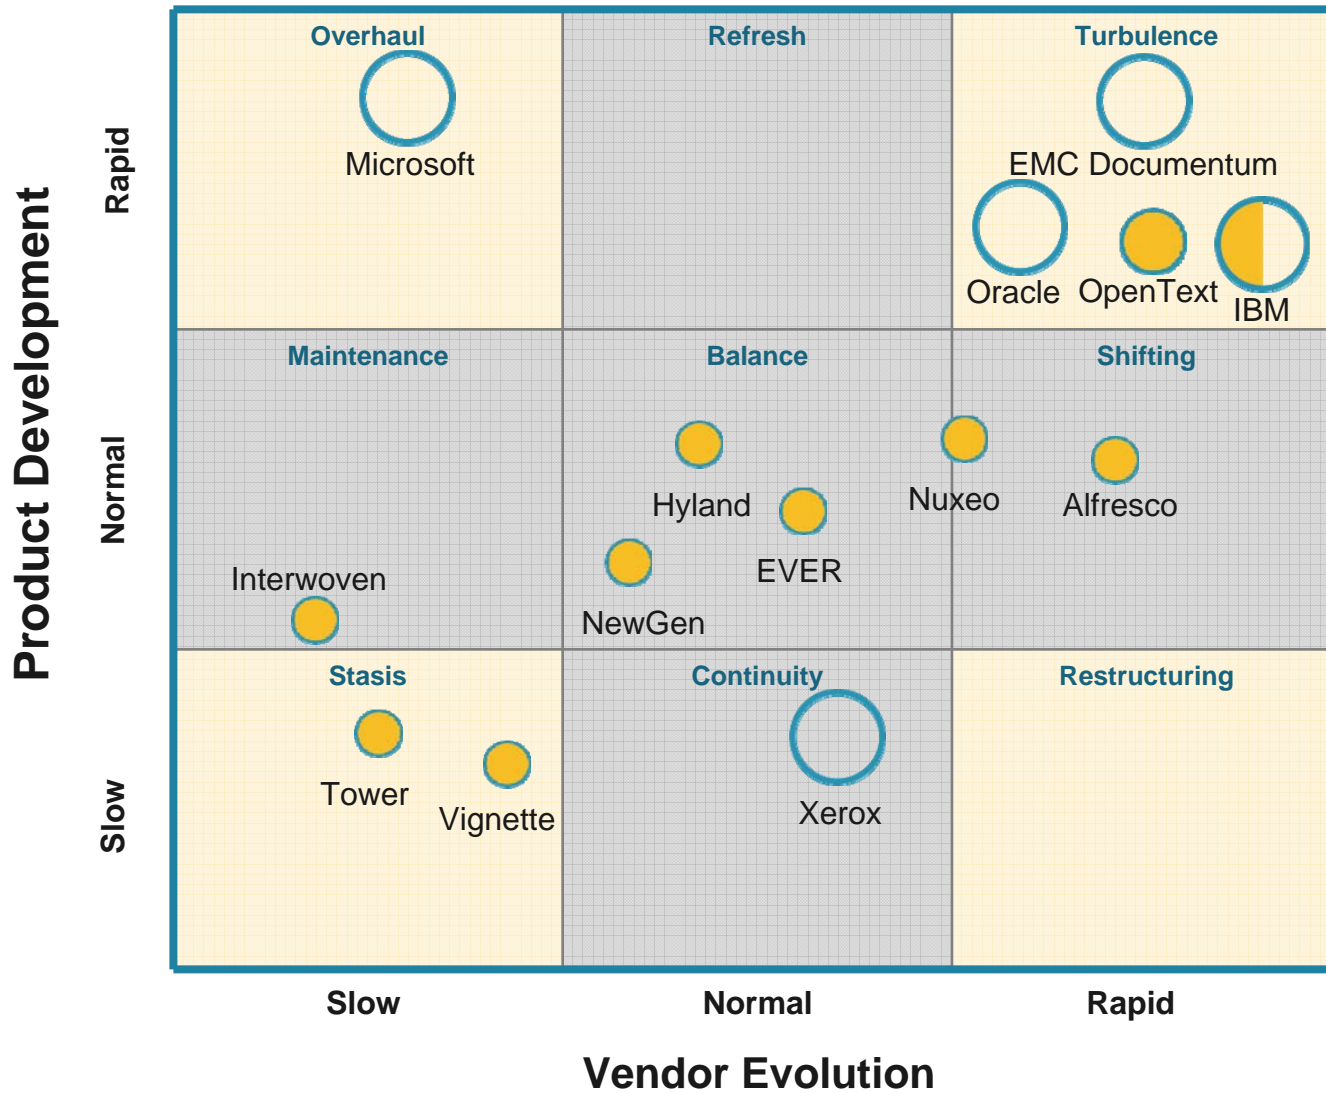 Overhaul
Refresh
Turbulence
Microsoft
EMC Documentum
Oracle
OpenText
IBM
Maintenance
Balance
Shifting
Hyland
Nuxeo
Alfresco
EVER
Interwoven
NewGen
Stasis
Continuity
Restructuring
Tower
Vignette
Xerox
Product Development
Rapid
Normal
Slow
Slow
Normal
Rapid
Vendor Evolution